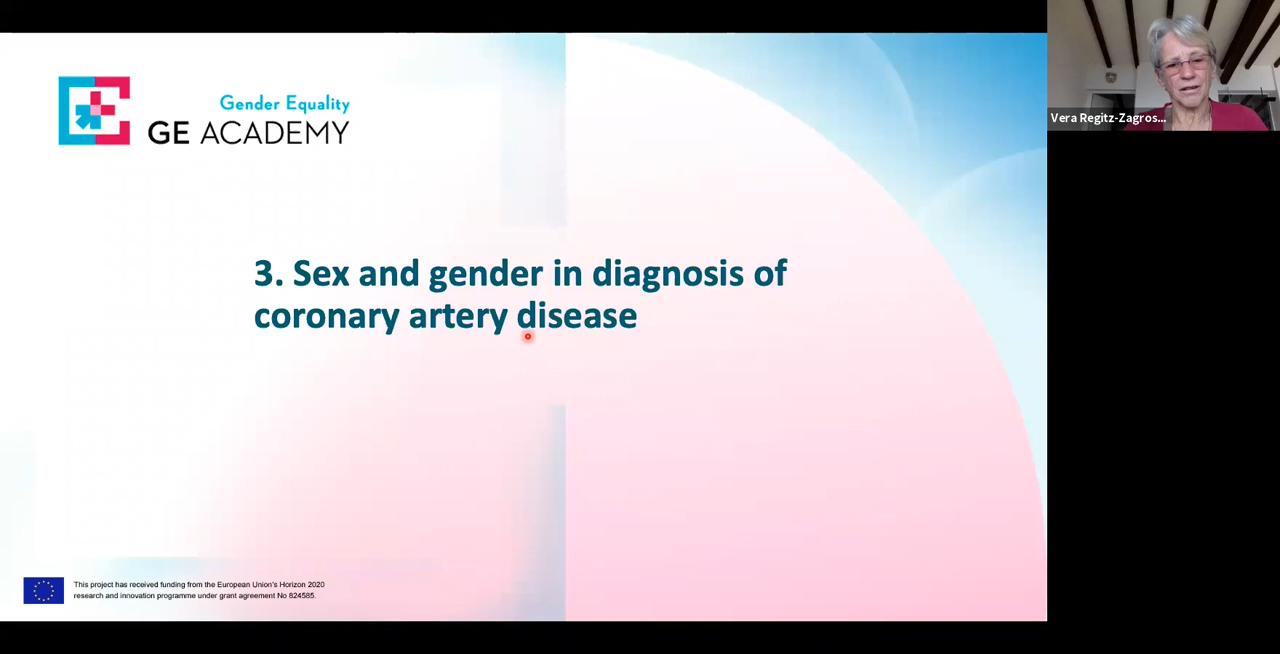 Gender Equality
GE ACADEMY
Vera Regitz-Zagros...
3. Sex and gender in diagnosis of
coronary artery disease
This project has received funding from the European Union's Horizon 2020
research and innovation programme under grant agreement No 824585.